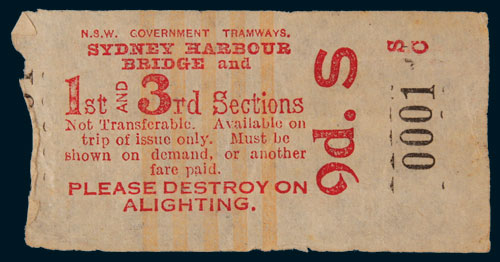 N.S.W. GOVERNMENT TRAMWAYS.
SYDNEY HARBOUR
BRIDGE and
1st AND 3rd Sections
Not Transferable. Available on
trip of issue only. Must be
shown on demand, or another
fare paid.
PLEASE DESTROY ON
ALIGHTING.
9d. S
S
C
0001